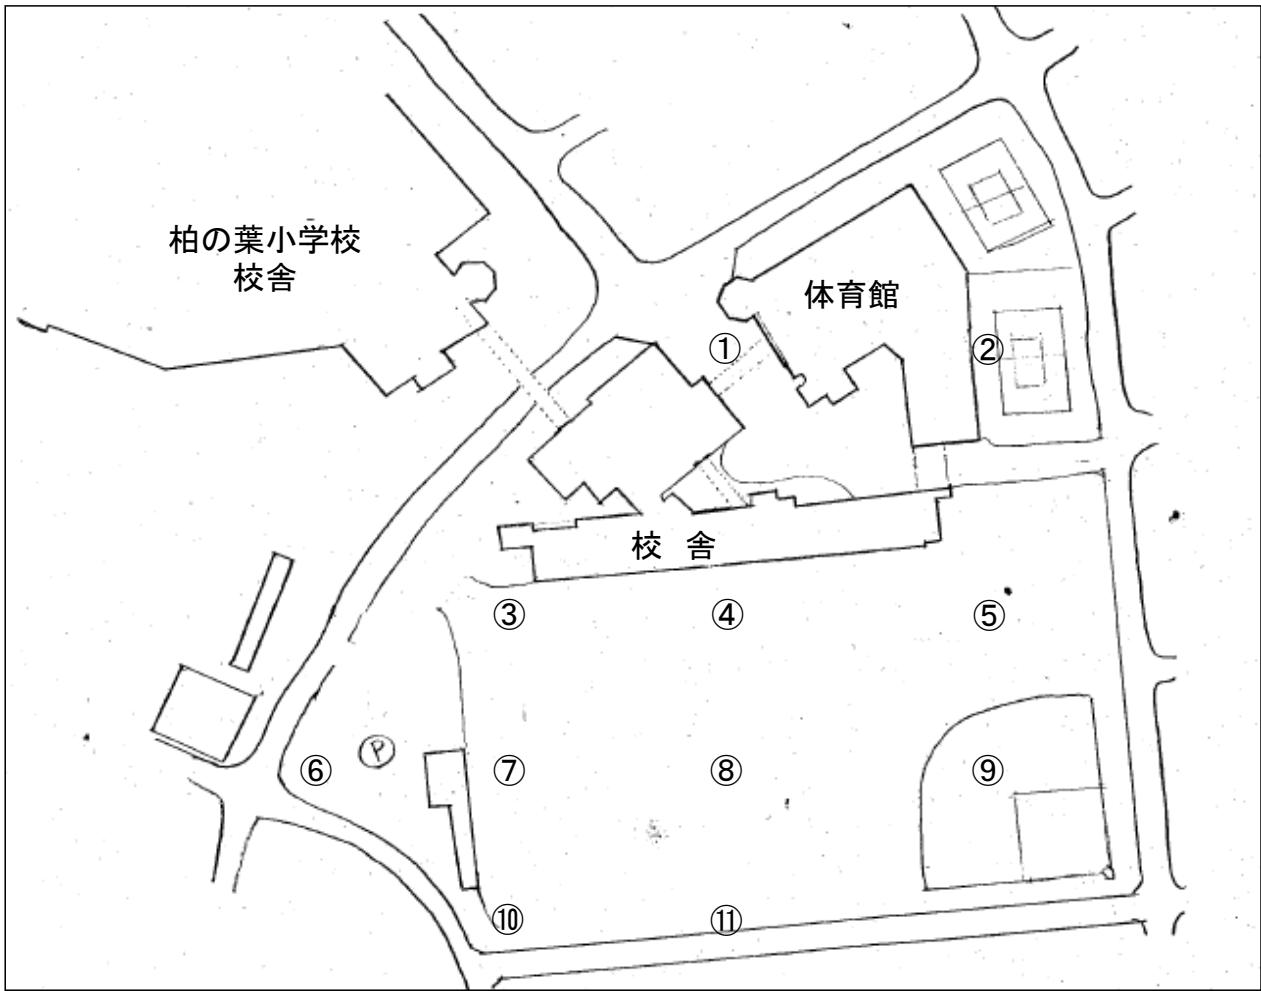 柏の葉小学校
校舎
体育館
①
②
校 舎
③
④
⑤
⑥
P
⑦
⑧
⑨
⑩
⑪